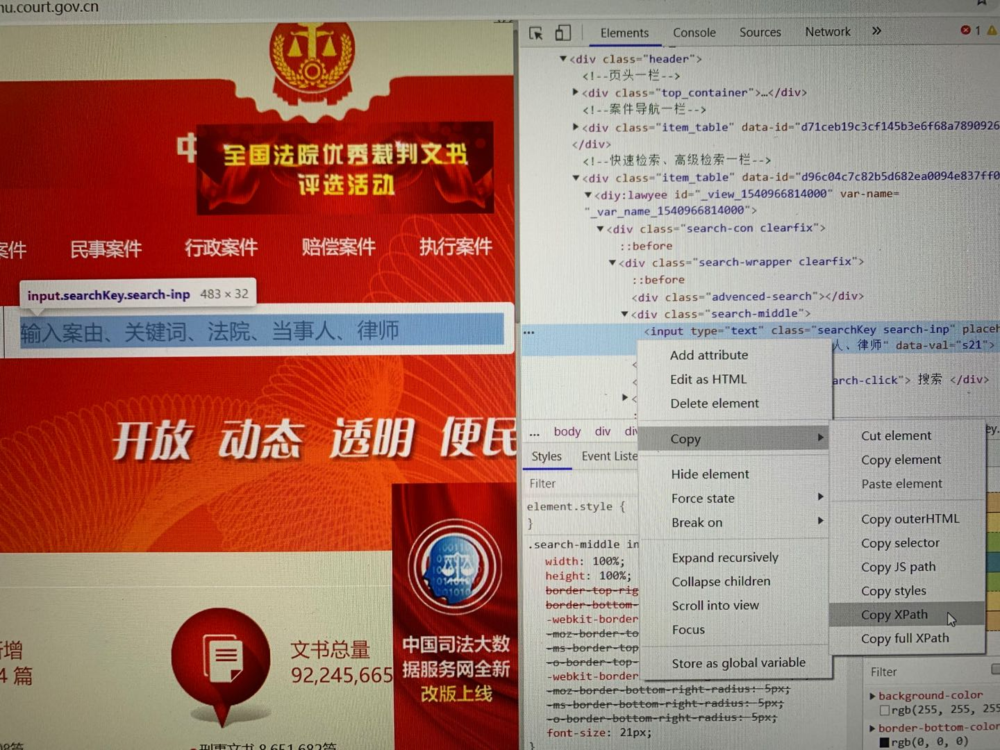 nu.court.gov.cn
全国法院优秀裁判文书
评选活动
案件
民事案件
行政案件
赔偿案件
执行案件
input.searchKey.search-inp 483 × 32
输入案由、关键词、法院、当事人、律师
开放 动态 透明 便民
中国司法大数
据服务网全新
改版上线
新增
4 篇
文书总量
92,245,665
刑事文书 8,651,682篇
Elements
Console
Sources
Network
»
1
▼<div class="header">
<!--页头一栏-->
▶<div class="top_container">…</div>
<!--案件导航一栏-->
▶<div class="item_table" data-id="d71ceb19c3cf145b3e6f68a7890926
</div>
<!--快速检索、高级检索一栏-->
▼<div class="item_table" data-id="d96c04c7c82b5d682ea0094e837ff0
▼<diy:lawyee id="_view_1540966814000" var-name=
"_var_name_1540966814000">
▼<div class="search-con clearfix">
::before
▼<div class="search-wrapper clearfix">
::before
<div class="advenced-search"></div>
▼<div class="search-middle">
<input type="text" class="searchKey search-inp" placeh
人、律师" data-val="s21">
arch-click"> 搜索 </div>
Add attribute
Edit as HTML
Delete element
Copy
Hide element
Force state
Break on
Expand recursively
Collapse children
Scroll into view
Focus
Store as global variable
Cut element
Copy element
Paste element
Copy outerHTML
Copy selector
Copy JS path
Copy styles
Copy XPath
Copy full XPath
... body div div
ey.
Styles
Event Liste
Filter
element.style {
}
.search-middle in
width: 100%;
height: 100%;
border-top-rig
border-bottom-
-webkit-border
-moz-border-to
-ms-border-top
-o-border-top-
-webkit-border
-moz-border-bottom-right-radius: 5px;
-ms-border-bottom-right-radius: 5px;
-o-border-bottom-right-radius: 5px;
font-size: 21px;
}
Filter
▶background-color
rgb(255, 255, 255
▶border-bottom-color
rgb(0, 0, 0)